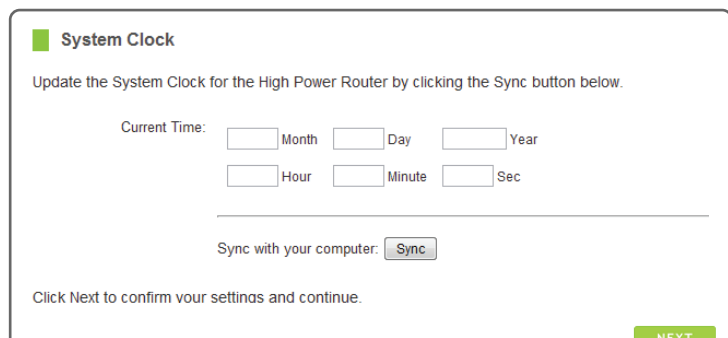 System Clock
Update the System Clock for the High Power Router by clicking the Sync button below.
Current Time: Month Day Year
Hour Minute Sec
Sync with your computer: Sync
Click Next to confirm your settings and continue.
NEXT